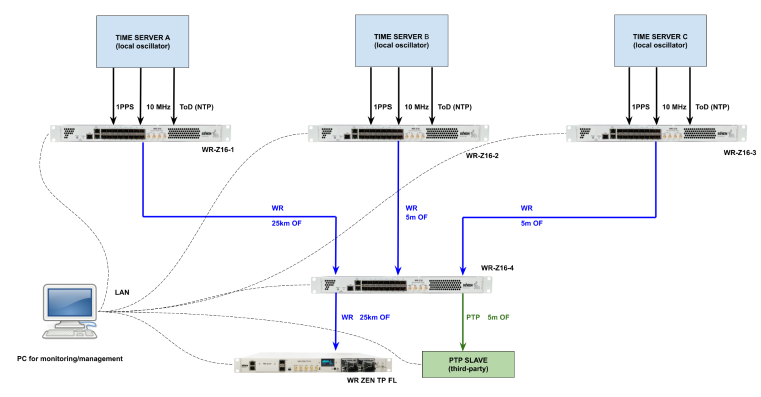 TIME SERVER A
(local oscillator)
TIME SERVER B
(local oscillator)
TIME SERVER C
(local oscillator)
1PPS
10 MHz
ToD (NTP)
1PPS
10 MHz
ToD (NTP)
1PPS
10 MHz
ToD (NTP)
WR-Z16-1
WR-Z16-2
WR-Z16-3
WR
25km OF
WR
5m OF
WR
5m OF
WR-Z16-4
LAN
WR 25km OF
PTP 5m OF
PC for monitoring/management
WR ZEN TP FL
PTP SLAVE
(third-party)